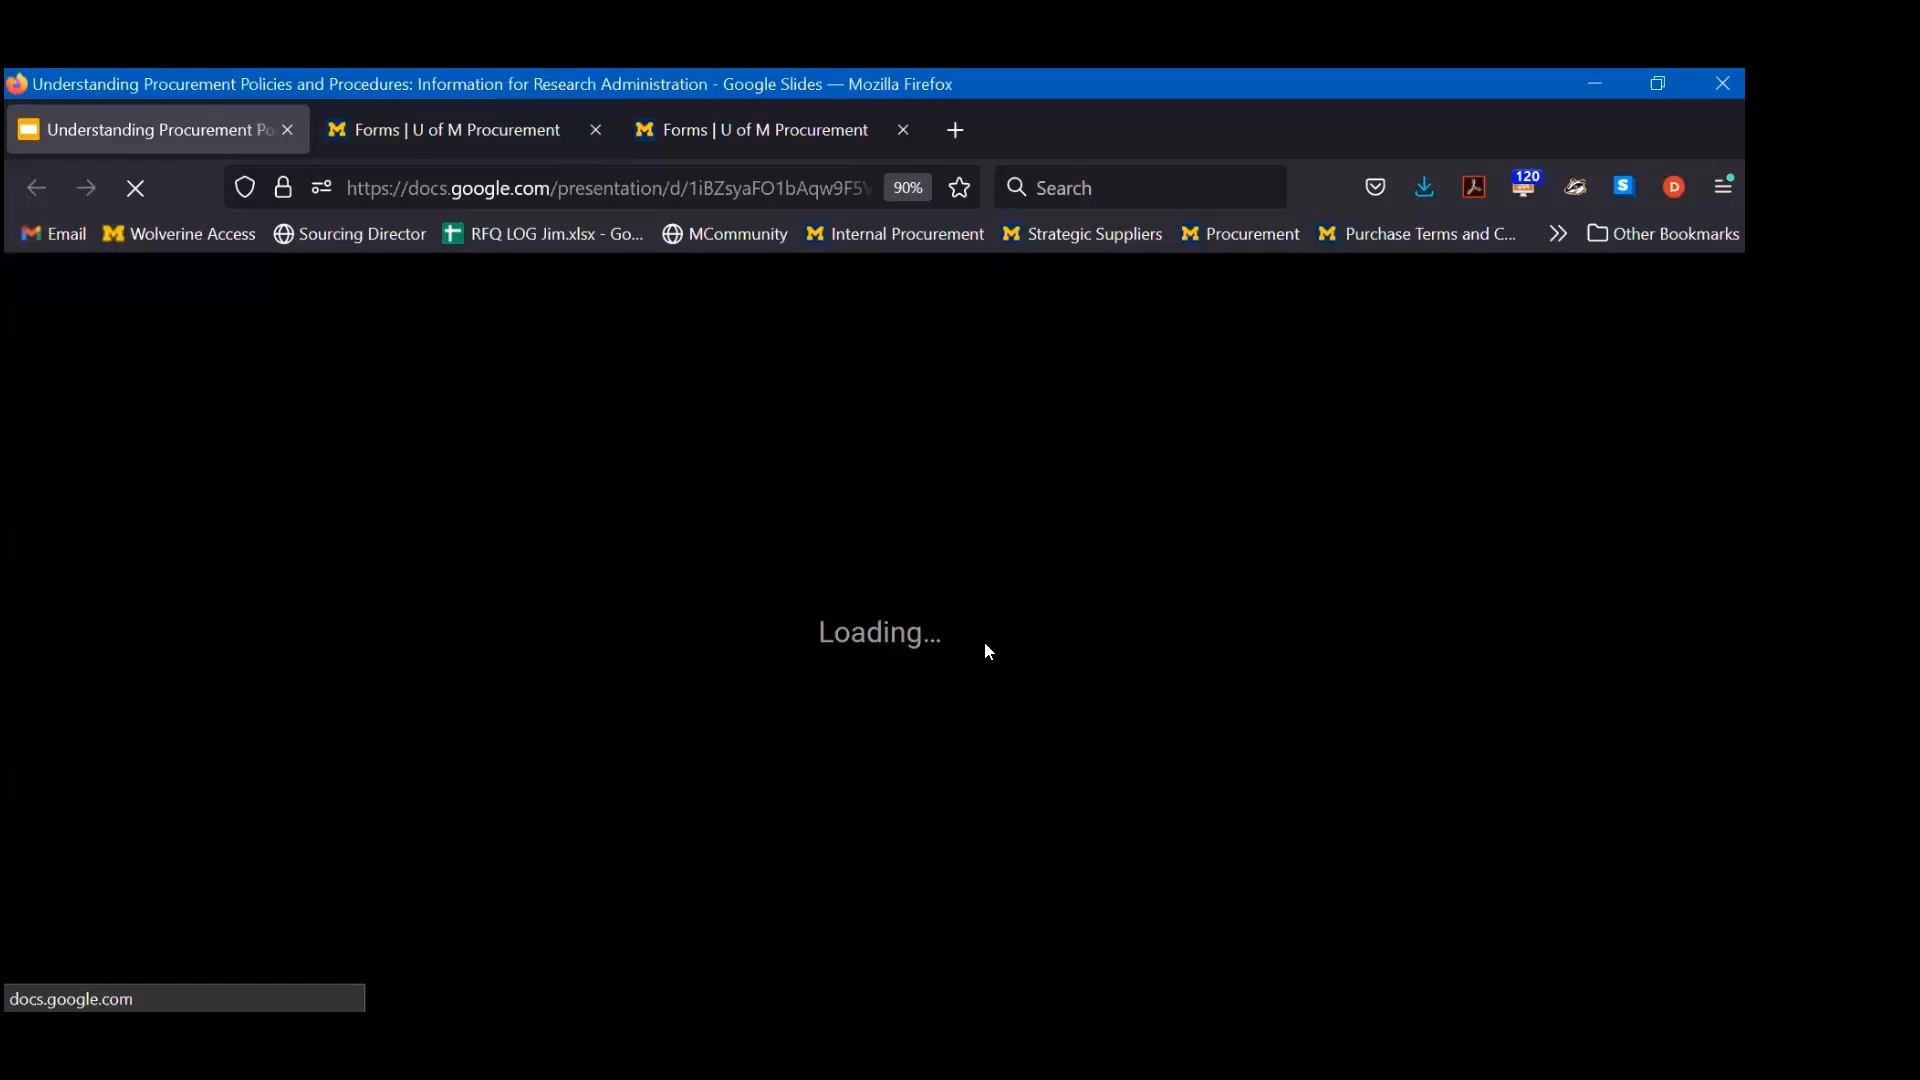 Understanding Procurement Policies and Procedures: Information for Research Administration - Google Slides — Mozilla Firefox
Understanding Procurement Po
Forms | U of M Procurement
Forms | U of M Procurement
https://docs.google.com/presentation/d/1iBZsyaFO1bAqw9F5
90%
Search
120
S
D
Email
Wolverine Access
Sourcing Director
RFQ LOG Jim.xlsx - Go...
MCommunity
Internal Procurement
Strategic Suppliers
Procurement
Purchase Terms and C...
Other Bookmarks
Loading...
docs.google.com